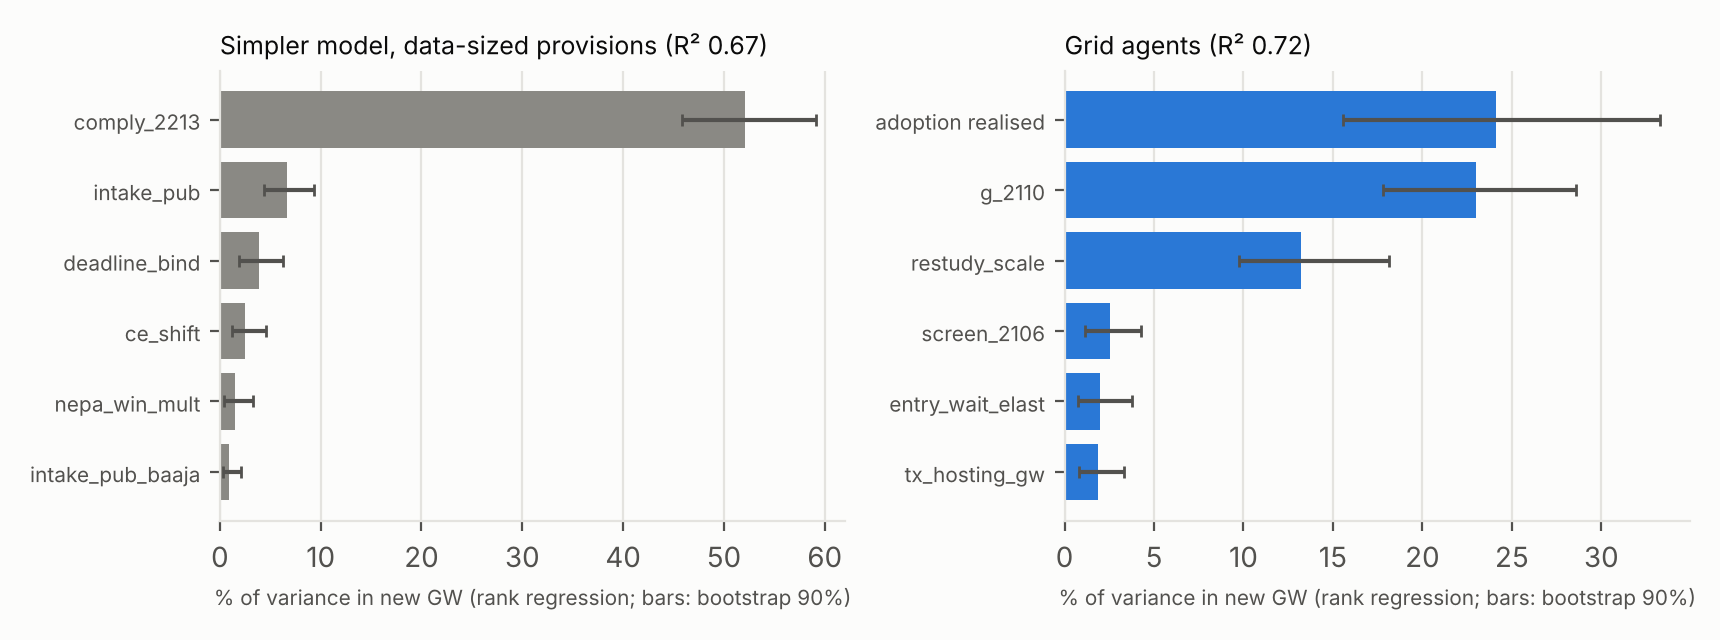 Simpler model, data-sized provisions (R² 0.67)
comply_2213
intake_pub
deadline_bind
ce_shift
nepa_win_mult
intake_pub_baaja
0 10 20 30 40 50 60
% of variance in new GW (rank regression; bars: bootstrap 90%)
Grid agents (R² 0.72)
adoption realised
g_2110
restudy_scale
screen_2106
entry_wait_elast
tx_hosting_gw
0 5 10 15 20 25 30
% of variance in new GW (rank regression; bars: bootstrap 90%)